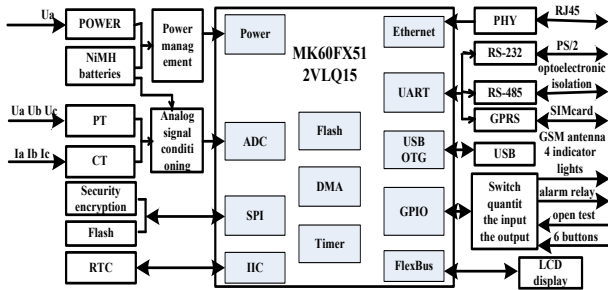 Ua
POWER
NiMH
batteries
Power
manag
ement
Ua Ub Uc
PT
Ia Ib Ic
CT
Analog
signal
conditi
oning
Security
encryption
Flash
RTC
MK60FX51
2VLQ15
Power
ADC
SPI
IIC
Flash
DMA
Timer
Ethernet
UART
USB
OTG
GPIO
FlexBus
PHY
RJ45
RS-232
PS/2
optoelectronic
isolation
RS-485
GPRS
SIMcard
GSM antenna
USB
4 indicator
lights
Switch
quantit
the input
the output
alarm relay
open test
6 buttons
LCD
display